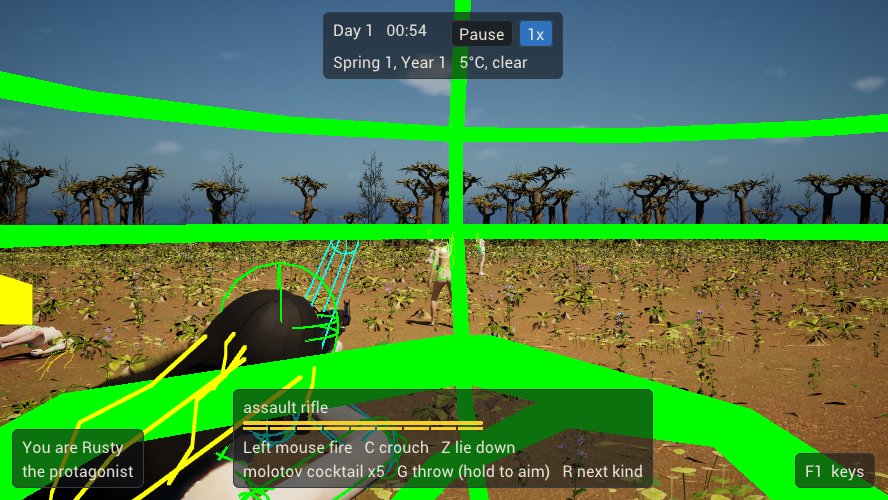 Day 1 00:54 Pause 1x
Spring 1, Year 1 5°C, clear
assault rifle
Left mouse fire C crouch Z lie down
molotov cocktail x5 G throw (hold to aim) R next kind
You are Rusty
the protagonist
F1 keys